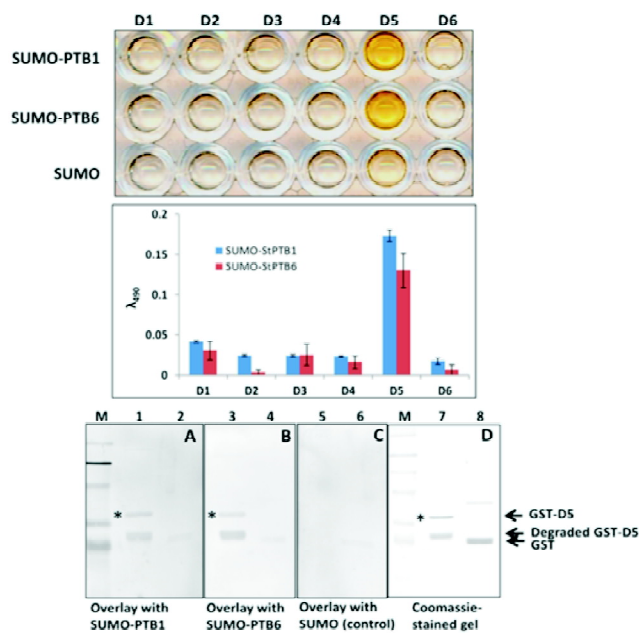 D1 D2 D3 D4 D5 D6
SUMO-PTB1
SUMO-PTB6
SUMO
0.2
0.15
0.1
0.05
0
λ490
SUMO-StPTB1
SUMO-StPTB6
D1 D2 D3 D4 D5 D6
M 1 2 3 4 5 6 M 7 8
A B C D
* * *
GST-D5
Degraded GST-D5
GST
Overlay with
SUMO-PTB1
Overlay with
SUMO-PTB6
Overlay with
SUMO (control)
Coomassie-
stained gel